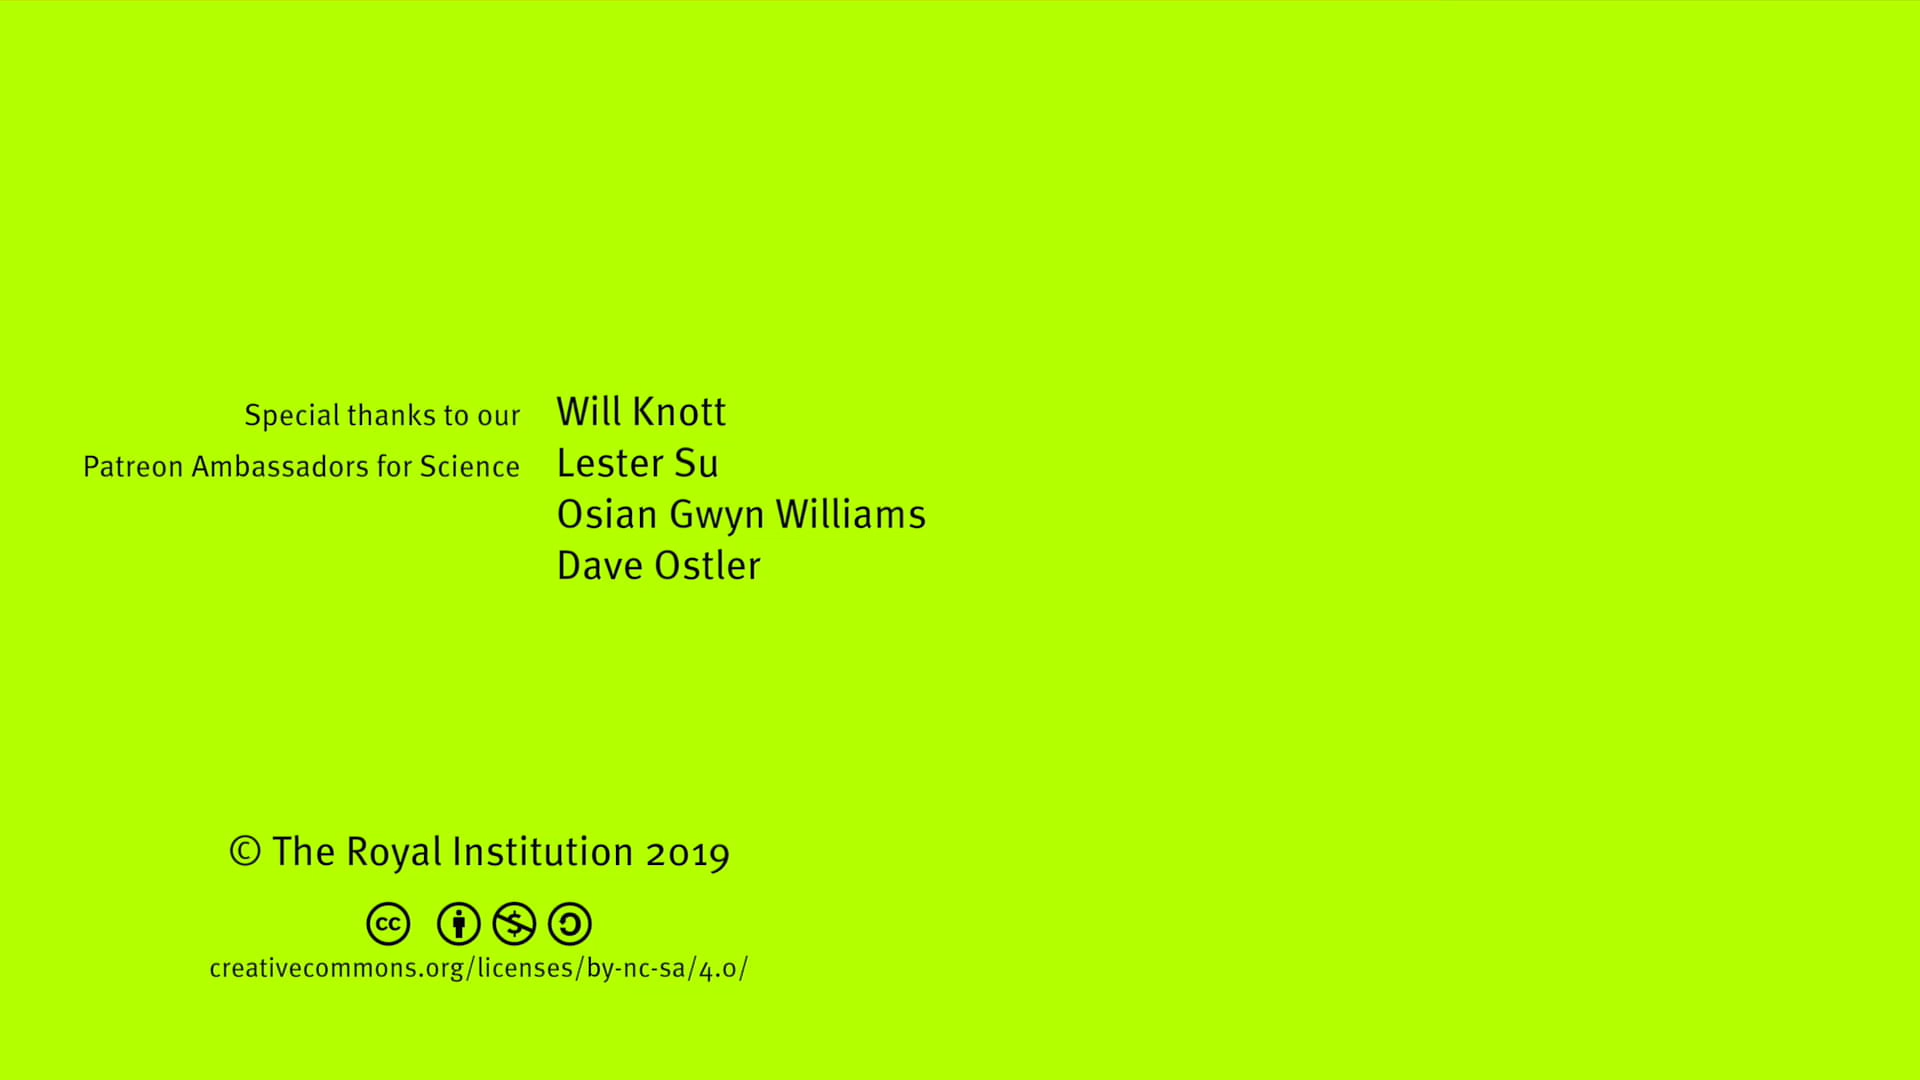 Special thanks to our Will Knott
Patreon Ambassadors for Science Lester Su
Osian Gwyn Williams
Dave Ostler
© The Royal Institution 2019
cc
creativecommons.org/licenses/by-nc-sa/4.0/